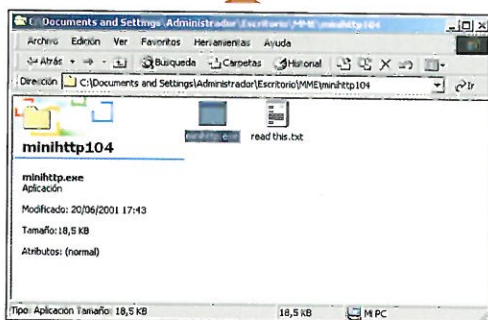 C:\Documents and Settings\Administrador\Escritorio\MME\minihttp104
Archivo Edición Ver Favoritos Herramientas Ayuda
Atrás Búsqueda Carpetas Historial
Dirección C:\Documents and Settings\Administrador\Escritorio\MME\minihttp104 Ir
minihttp104
minihttp.exe read this.txt
minihttp.exe
Aplicación
Modificado: 20/06/2001 17:43
Tamaño: 18,5 KB
Atributos: (normal)
Tipo: Aplicación Tamaño: 18,5 KB 18,5 KB Mi PC